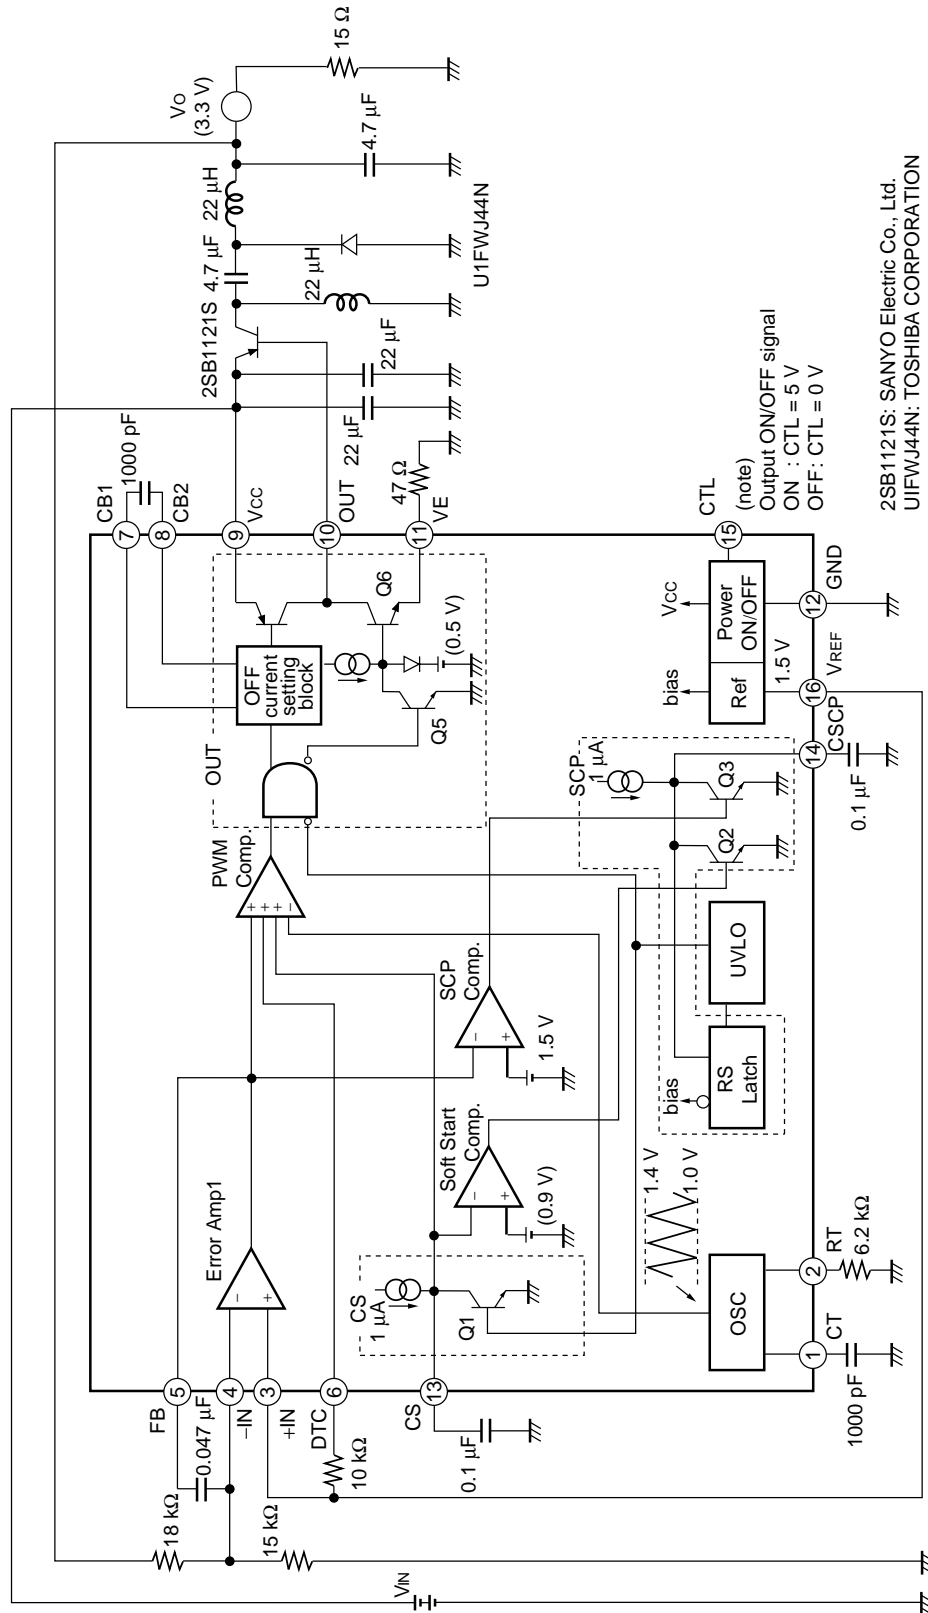 VIN
18 kΩ
15 kΩ
0.047 µF
FB
5
−IN
4
+IN
3
DTC
6
10 kΩ
CS
13
0.1 µF
Error Amp1
−
+
CS
1 µA
Q1
Soft Start
Comp.
−
+
(0.9 V)
SCP
Comp.
−
+
1.5 V
PWM
Comp.
+
+
+
−
OUT
OFF
current
setting
block
Q5
Q6
(0.5 V)
CB1
7
1000 pF
CB2
8
VCC
9
OUT
10
VE
11
47 Ω
22 µF
22 µF
2SB1121S
22 µH
4.7 µF
22 µH
U1FWJ44N
4.7 µF
VO
(3.3 V)
15 Ω
OSC
1.4 V
1.0 V
CT
1
1000 pF
RT
2
6.2 kΩ
bias
RS
Latch
UVLO
SCP
1 µA
Q2
Q3
CSCP
14
0.1 µF
bias
Ref
1.5 V
VCC
Power
ON/OFF
VREF
16
GND
12
CTL
15
(note)
Output ON/OFF signal
ON : CTL = 5 V
OFF: CTL = 0 V
2SB1121S: SANYO Electric Co., Ltd.
UIFWJ44N: TOSHIBA CORPORATION